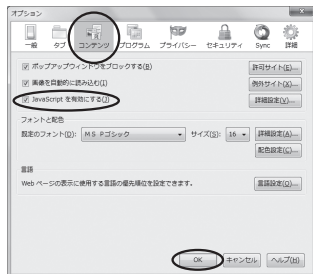 オプション
一般 タブ コンテンツ プログラム プライバシー セキュリティ Sync 詳細
ポップアップウィンドウをブロックする(B) 許可サイト(E)...
画像を自動的に読み込む(I) 例外サイト(X)...
JavaScript を有効にする(J) 詳細設定(V)...
フォントと配色
既定のフォント(D): MS Pゴシック サイズ(S): 16 詳細設定(A)...
配色設定(C)...
言語
Web ページの表示に使用する言語の優先順位を設定できます。 言語設定(O)...
OK キャンセル ヘルプ(H)